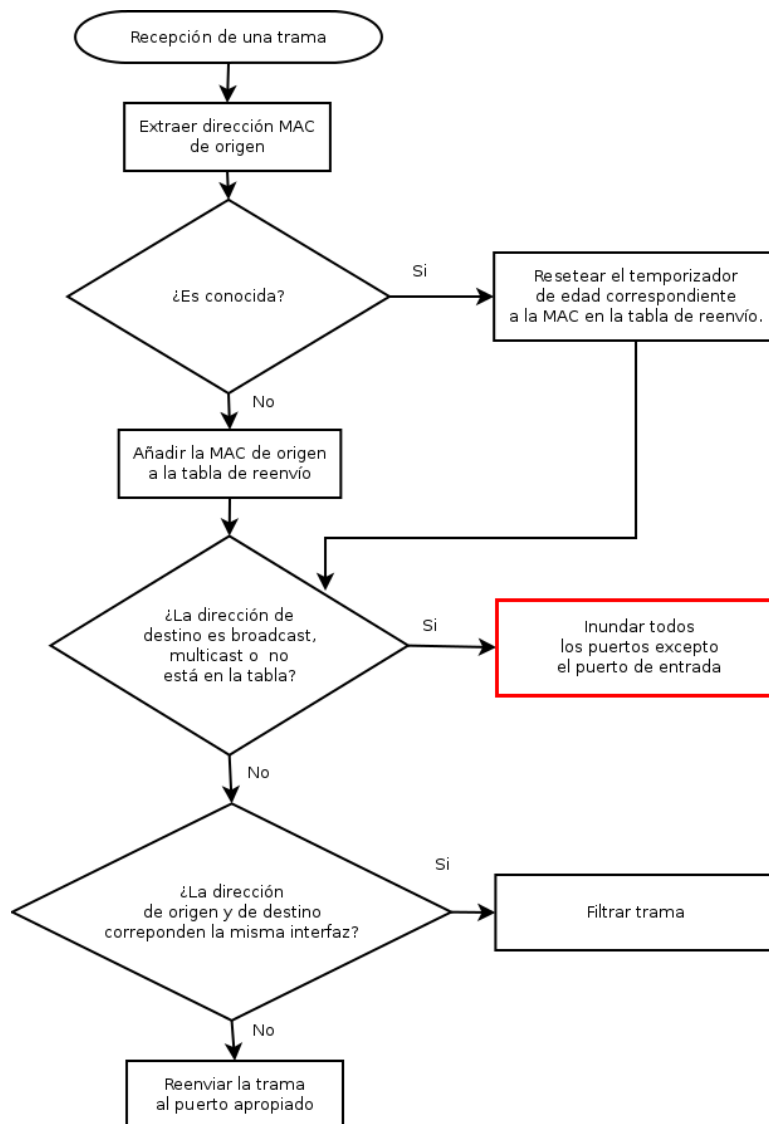 Recepción de una trama
Extraer dirección MAC
de origen
¿Es conocida?
Si
Resetear el temporizador
de edad correspondiente
a la MAC en la tabla de reenvío.
No
Añadir la MAC de origen
a la tabla de reenvío
¿La dirección de
destino es broadcast,
multicast o  no
está en la tabla?
Si
Inundar todos
los puertos excepto
el puerto de entrada
No
¿La dirección
de origen y de destino
correponden la misma interfaz?
Si
Filtrar trama
No
Reenviar la trama
al puerto apropiado